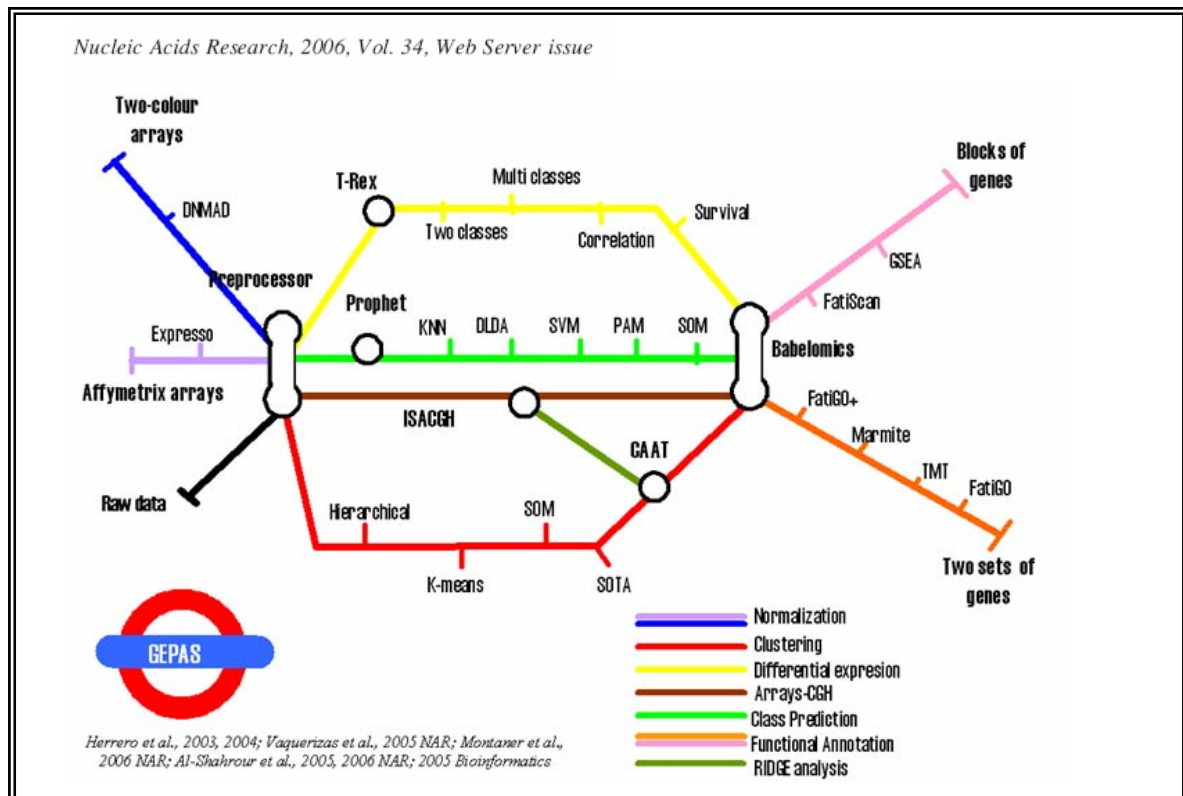 Nucleic Acids Research, 2006, Vol. 34, Web Server issue
Two-colour
arrays
DNMAD
Preprocessor
Expresso
Affymetrix arrays
Raw data
T-Rex
Two classes
Multi classes
Correlation
Survival
Prophet
KNN
DLDA
SVM
PAM
SOM
ISACGH
CAAT
Hierarchical
K-means
SOM
SOTA
Babelomics
Blocks of
genes
GSEA
FatiScan
FatiGO+
Marmite
TMT
FatiGO
Two sets of
genes
GEPAS
Normalization
Clustering
Differential expresion
Arrays-CGH
Class Prediction
Functional Annotation
RIDGE analysis
Herrero et al., 2003, 2004; Vaquerizas et al., 2005 NAR; Montaner et al.,
2006 NAR; Al-Shahrour et al., 2005, 2006 NAR; 2005 Bioinformatics